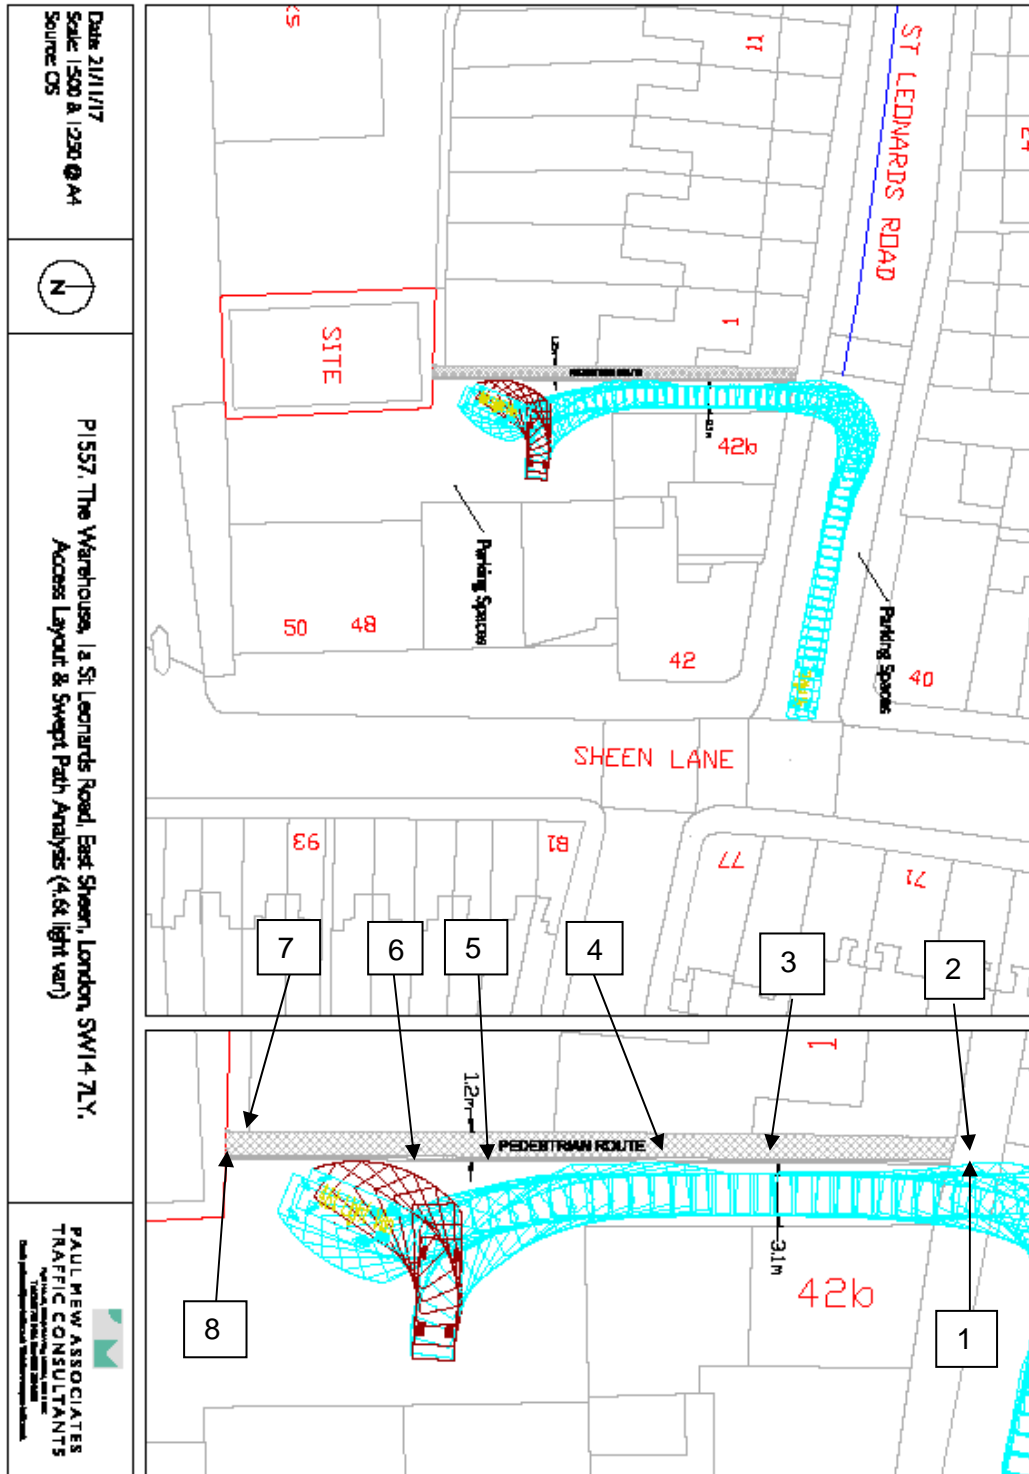 Date 21/11/17
Scale 1:500 & 1:250 @ A4
Source: OS
N
P1557: The Warehouse, 1a St Leonards Road, East Sheen, London, SW14 7LY.
Access Layout & Swept Path Analysis (4.6t light van)
PAUL MEW ASSOCIATES
TRAFFIC CONSULTANTS
ST LEONARDS ROAD
11
1
SITE
42b
Parking Spaces
Parking Spaces
50
48
42
40
SHEEN LANE
93
81
77
71
7
6
5
4
3
2
1
1.2m
PEDESTRIAN ROUTE
3.1m
42b
8
1